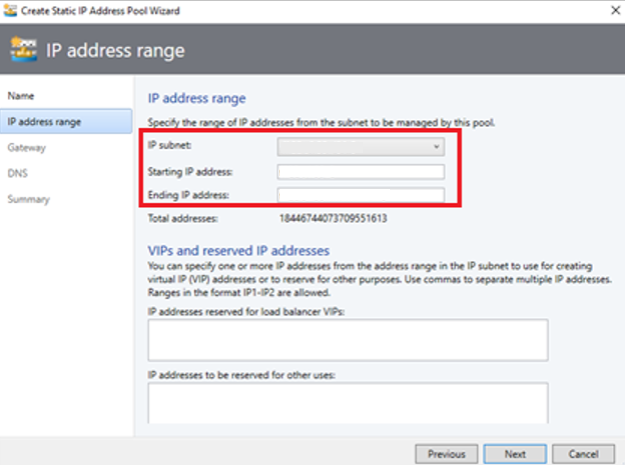 Create Static IP Address Pool Wizard
IP address range
Name
IP address range
Gateway
DNS
Summary
IP address range
Specify the range of IP addresses from the subnet to be managed by this pool.
IP subnet:
Starting IP address:
Ending IP address:
Total addresses: 18446744073709551613
VIPs and reserved IP addresses
You can specify one or more IP addresses from the address range in the IP subnet to use for creating
virtual IP (VIP) addresses or to reserve for other purposes. Use commas to separate multiple IP addresses.
Ranges in the format IP1-IP2 are allowed.
IP addresses reserved for load balancer VIPs:
IP addresses to be reserved for other uses:
Previous Next Cancel